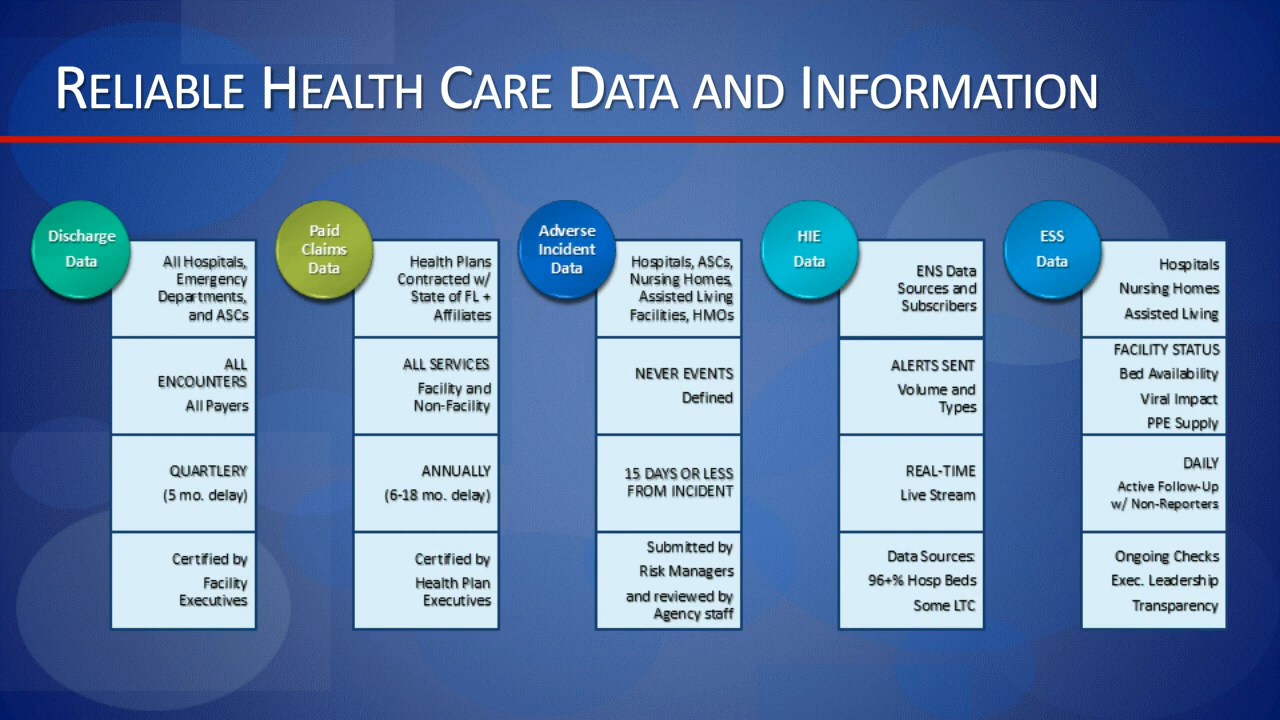 RELIABLE HEALTH CARE DATA AND INFORMATION
Discharge
Data
All Hospitals,
Emergency
Departments,
and ASCs
ALL
ENCOUNTERS
All Payers
QUARTLERY
(5 mo. delay)
Certified by
Facility
Executives
Paid
Claims
Data
Health Plans
Contracted w/
State of FL +
Affiliates
ALL SERVICES
Facility and
Non-Facility
ANNUALLY
(6-18 mo. delay)
Certified by
Health Plan
Executives
Adverse
Incident
Data
Hospitals, ASCs,
Nursing Homes,
Assisted Living
Facilities, HMOs
NEVER EVENTS
Defined
15 DAYS OR LESS
FROM INCIDENT
Submitted by
Risk Managers
and reviewed by
Agency staff
HIE
Data
ENS Data
Sources and
Subscribers
ALERTS SENT
Volume and
Types
REAL-TIME
Live Stream
Data Sources:
96+% Hosp Beds
Some LTC
ESS
Data
Hospitals
Nursing Homes
Assisted Living
FACILITY STATUS
Bed Availability
Viral Impact
PPE Supply
DAILY
Active Follow-Up
w/ Non-Reporters
Ongoing Checks
Exec. Leadership
Transparency